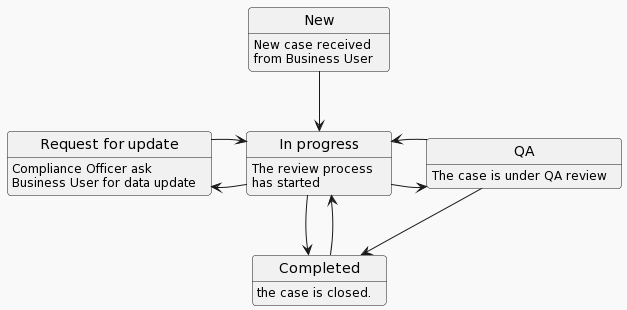 New
New case received
from Business User
Request for update
Compliance Officer ask
Business User for data update
In progress
The review process
has started
QA
The case is under QA review
Completed
the case is closed.